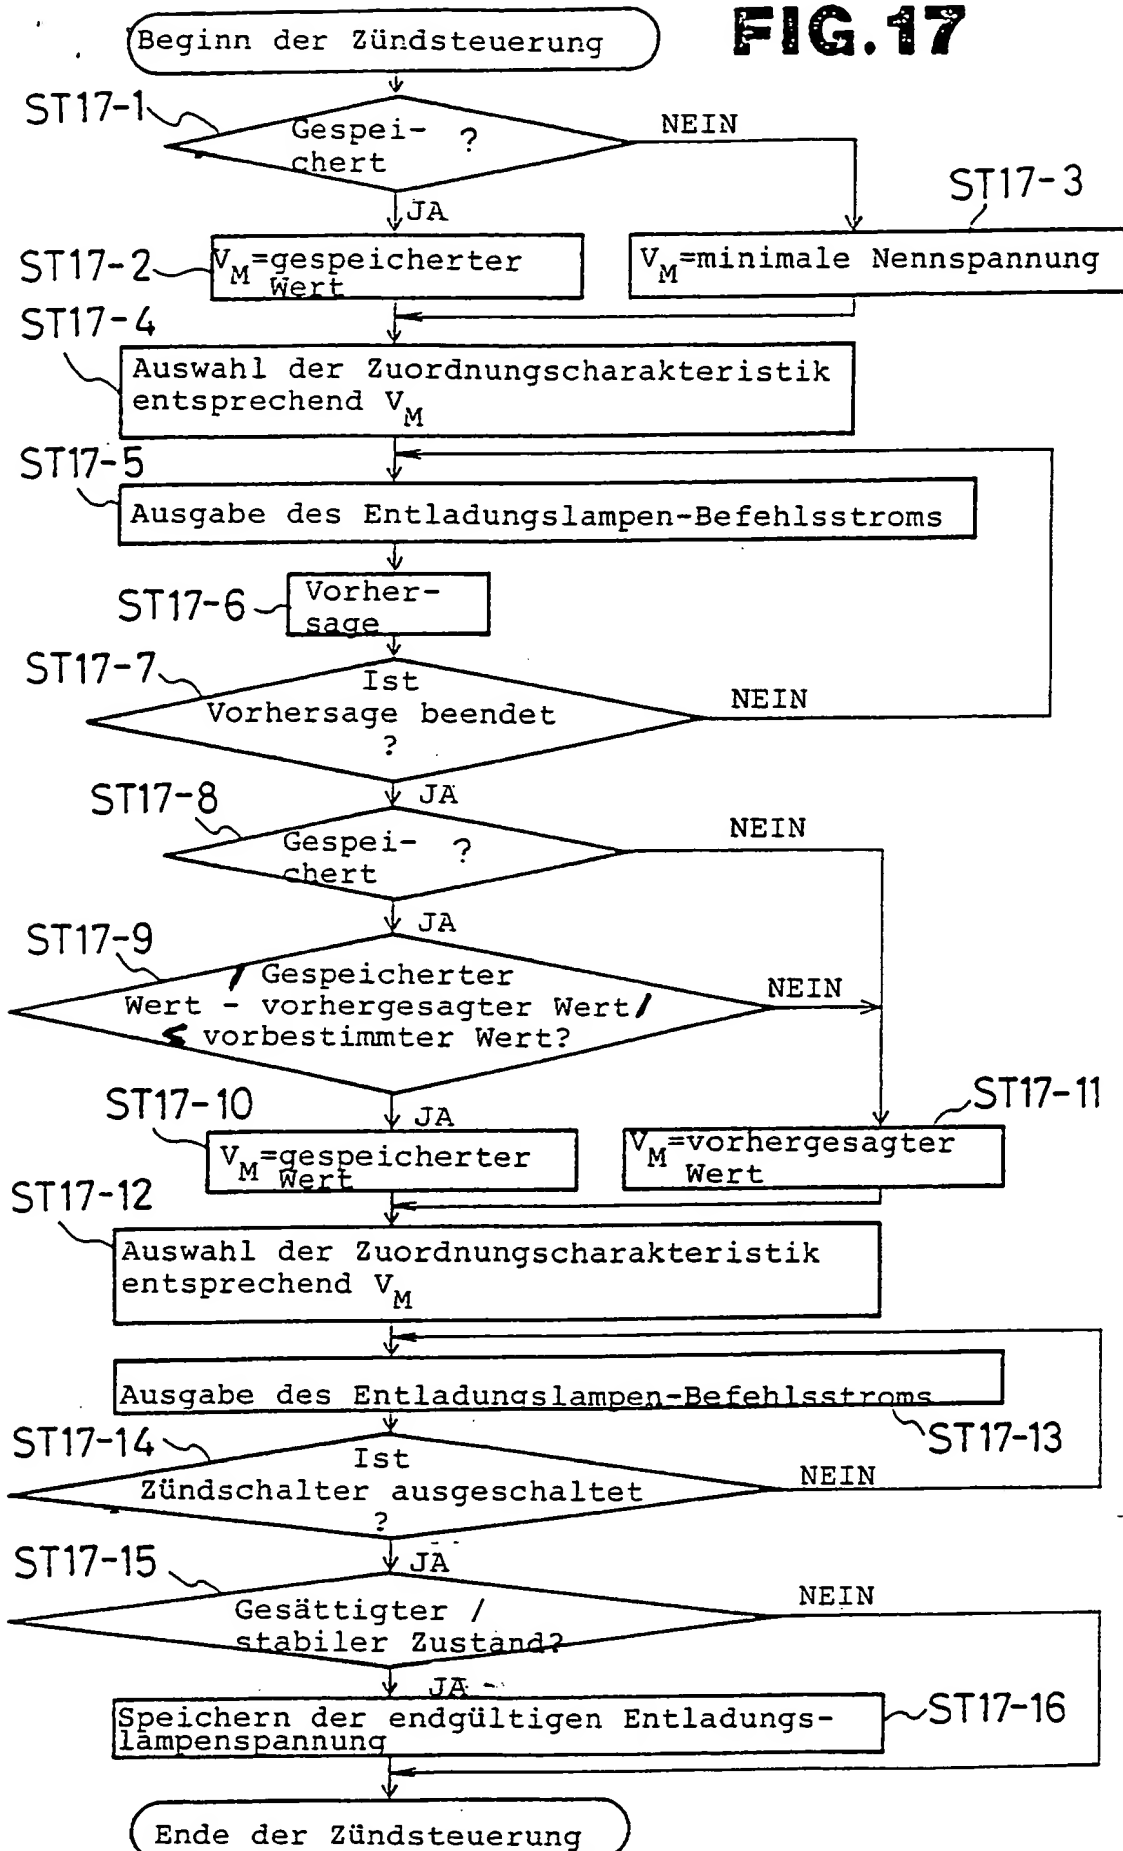 FIG.17
Beginn der Zündsteuerung
ST17-1
Gespei-
chert ?
NEIN
JA
ST17-2
V_M=gespeicherter
Wert
ST17-3
V_M=minimale Nennspannung
ST17-4
Auswahl der Zuordnungscharakteristik
entsprechend V_M
ST17-5
Ausgabe des Entladungslampen-Befehlsstroms
ST17-6
Vorher-
sage
ST17-7
Ist
Vorhersage beendet
?
NEIN
JA
ST17-8
Gespei-
chert ?
NEIN
JA
ST17-9
/ Gespeicherter
Wert - vorhergesagter Wert/
≤ vorbestimmter Wert?
NEIN
JA
ST17-10
V_M=gespeicherter
Wert
ST17-11
V_M=vorhergesagter
Wert
ST17-12
Auswahl der Zuordnungscharakteristik
entsprechend V_M
Ausgabe des Entladungslampen-Befehlsstroms
ST17-13
ST17-14
Ist
Zündschalter ausgeschaltet
?
NEIN
JA
ST17-15
Gesättigter /
stabiler Zustand?
NEIN
JA
Speichern der endgültigen Entladungs-
lampenspannung
ST17-16
Ende der Zündsteuerung